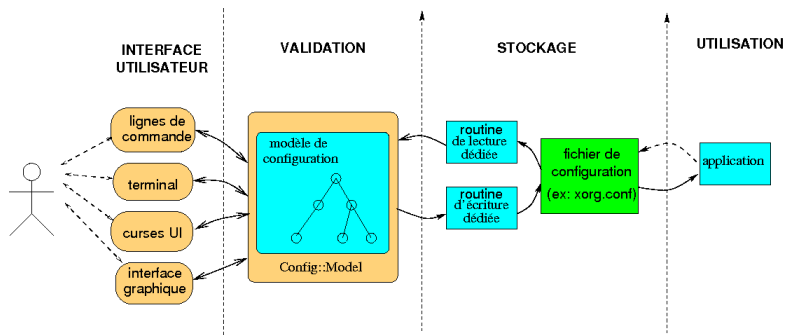 INTERFACE
UTILISATEUR
VALIDATION
STOCKAGE
UTILISATION
lignes de
commande
terminal
curses UI
interface
graphique
modèle de
configuration
Config::Model
routine
de lecture
dédiée
routine
d'écriture
dédiée
fichier de
configuration
(ex: xorg.conf)
application